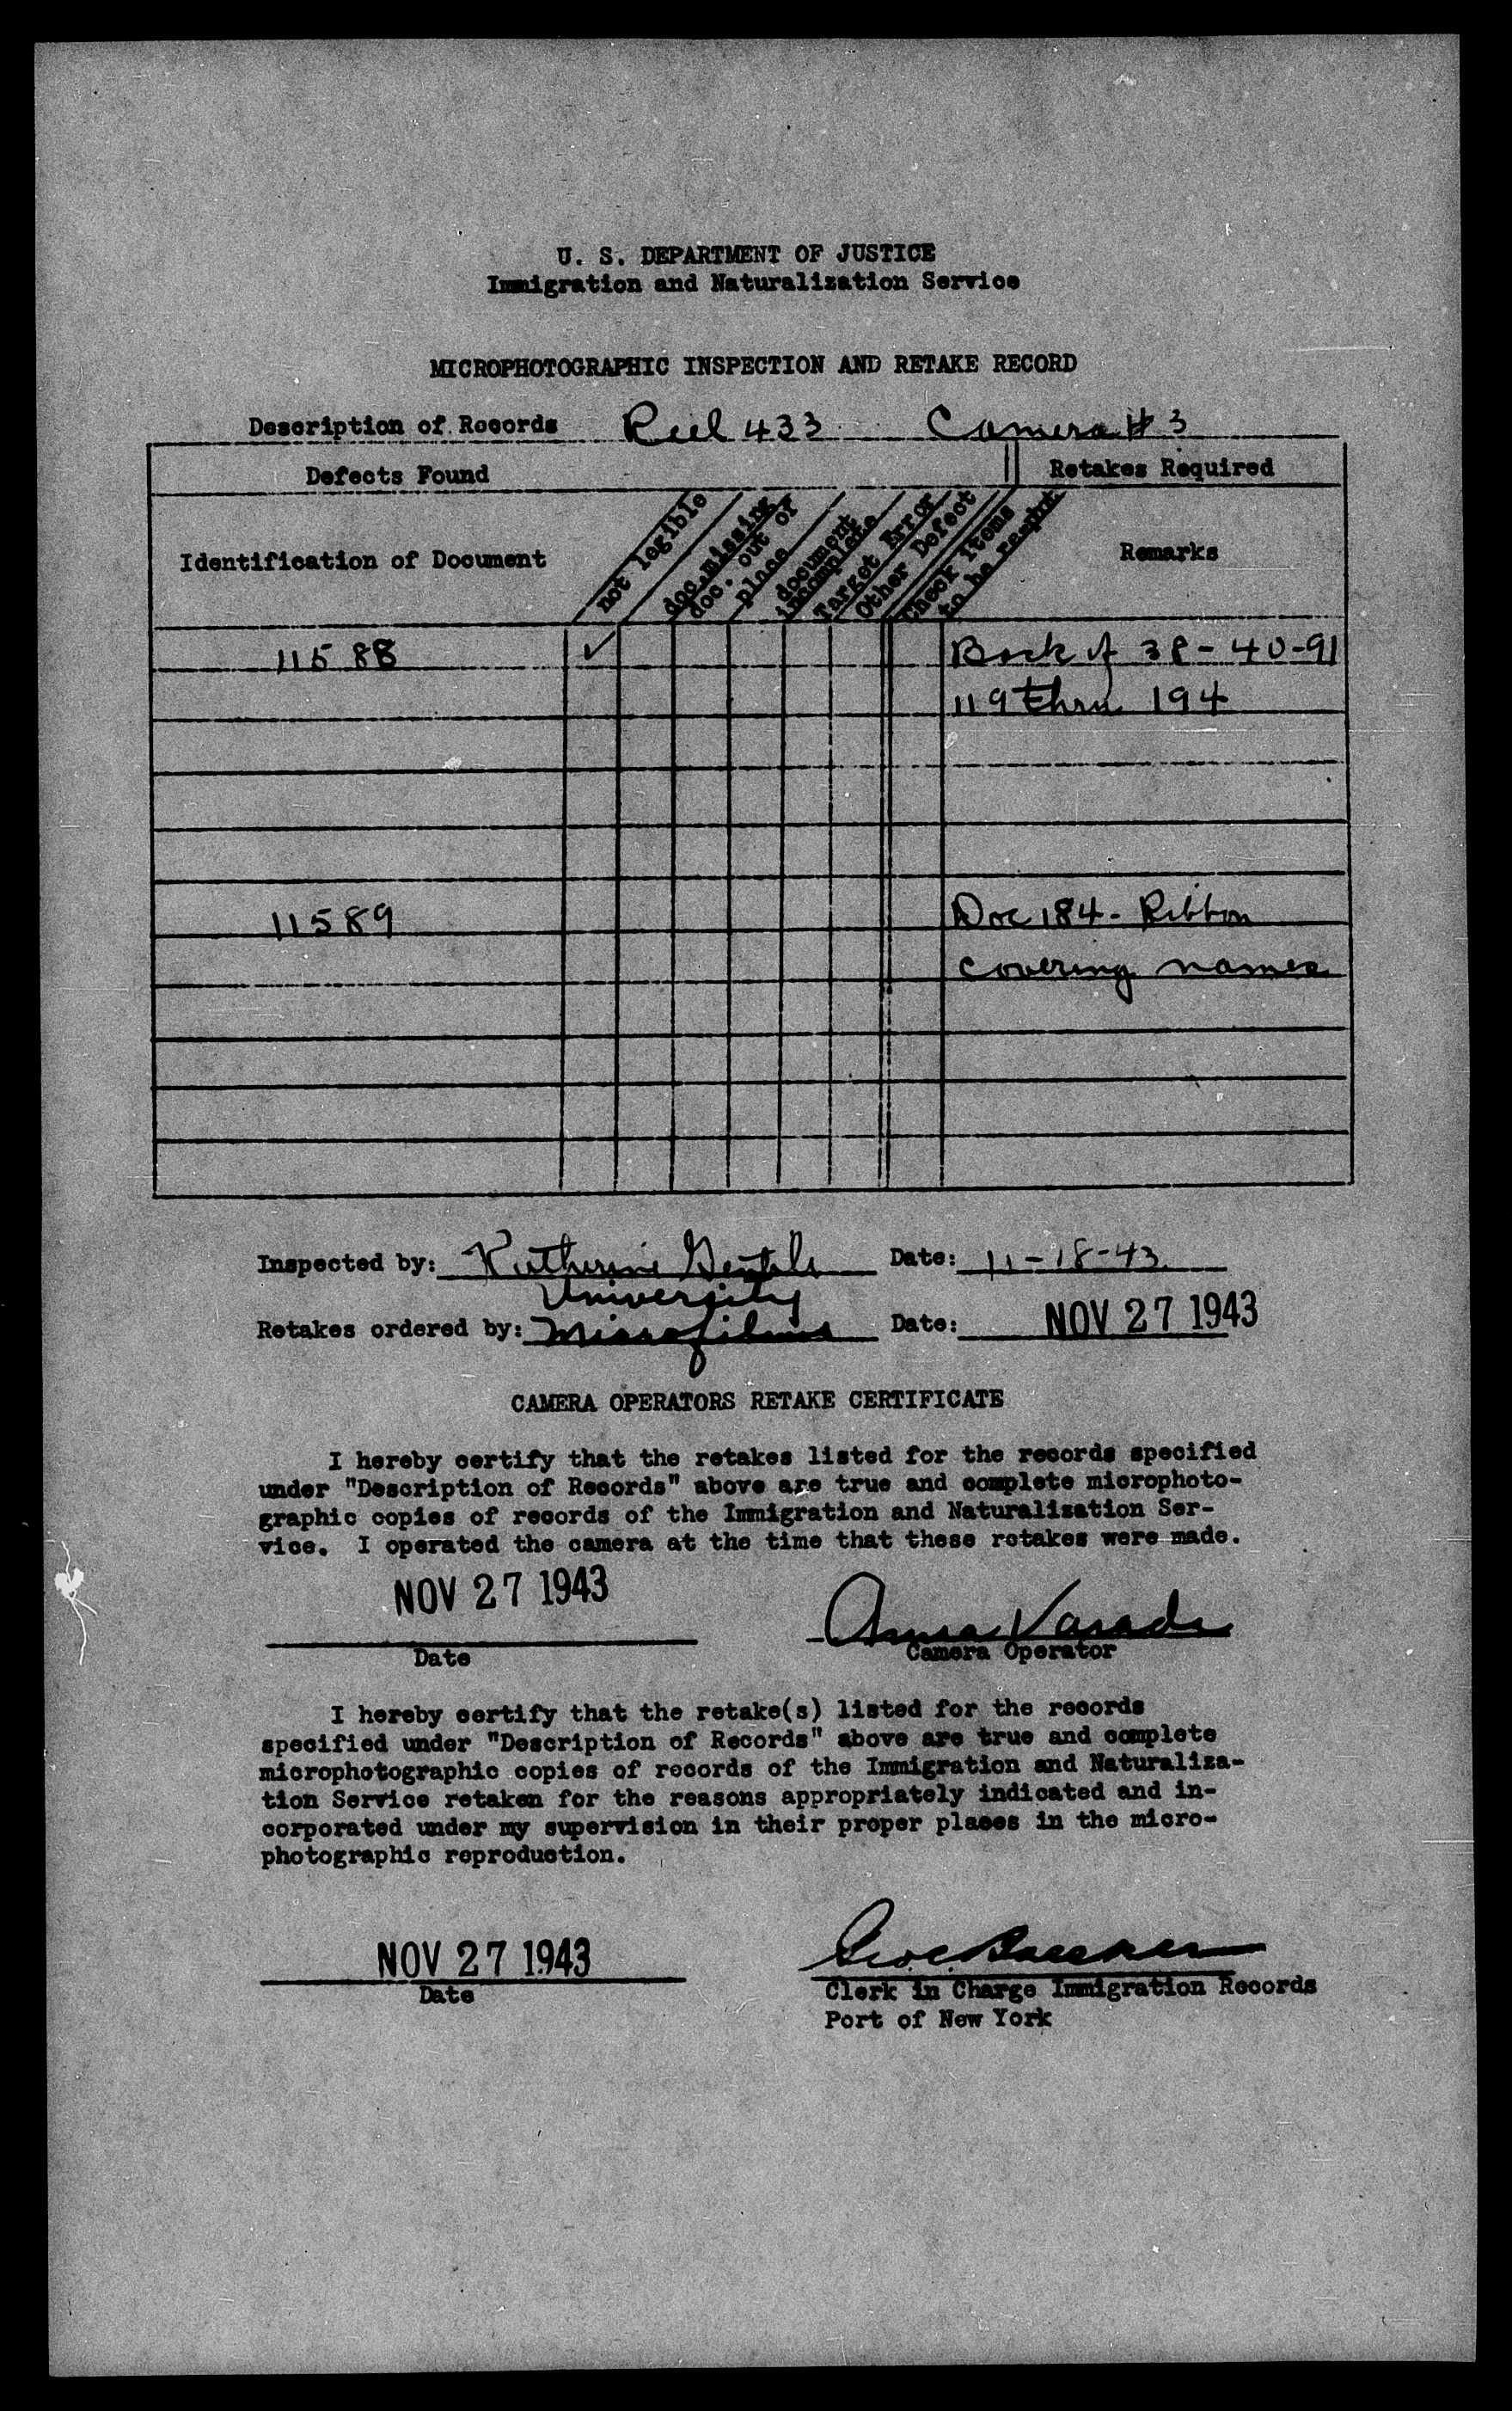 U. S. DEPARTMENT OF JUSTICE
Immigration and Naturalization Service
MICROPHOTOGRAPHIC INSPECTION AND RETAKE RECORD
Description of Records Reel 433 Camera # 3
Defects Found Retakes Required
Identification of Document not legible doc. missing doc. out of place document incomplete Target Error Other Defect Check items to be Remarks
11588 ✓ Back of 38-40-91
119 thru 194
11589 Doc 184 - Ribbon
covering names
Inspected by: Katherine Date: 11-18-43
University
Retakes ordered by: Microfilms Date: NOV 27 1943
CAMERA OPERATORS RETAKE CERTIFICATE
I hereby certify that the retakes listed for the records specified
under "Description of Records" above are true and complete microphoto-
graphic copies of records of the Immigration and Naturalization Ser-
vice. I operated the camera at the time that these retakes were made.
NOV 27 1943
Date Camera Operator
I hereby certify that the retake(s) listed for the records
specified under "Description of Records" above are true and complete
microphotographic copies of records of the Immigration and Naturaliza-
tion Service retaken for the reasons appropriately indicated and in-
corporated under my supervision in their proper places in the micro-
photographic reproduction.
NOV 27 1943
Date Clerk in Charge Immigration Records
Port of New York